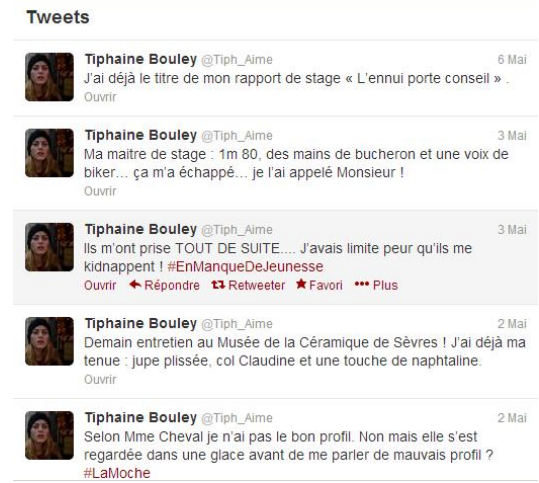 Tweets
Tiphaine Bouley @Tiph_Aime 6 Mai
J'ai déjà le titre de mon rapport de stage « L'ennui porte conseil » .
Ouvrir
Tiphaine Bouley @Tiph_Aime 3 Mai
Ma maitre de stage : 1m 80, des mains de bucheron et une voix de
biker… ça m'a échappé… je l'ai appelé Monsieur !
Ouvrir
Tiphaine Bouley @Tiph_Aime 3 Mai
Ils m'ont prise TOUT DE SUITE.... J'avais limite peur qu'ils me
kidnappent ! #EnManqueDeJeunesse
Ouvrir Répondre Retweeter Favori Plus
Tiphaine Bouley @Tiph_Aime 2 Mai
Demain entretien au Musée de la Céramique de Sèvres ! J'ai déjà ma
tenue : jupe plissée, col Claudine et une touche de naphtaline.
Ouvrir
Tiphaine Bouley @Tiph_Aime 2 Mai
Selon Mme Cheval je n'ai pas le bon profil. Non mais elle s'est
regardée dans une glace avant de me parler de mauvais profil ?
#LaMoche